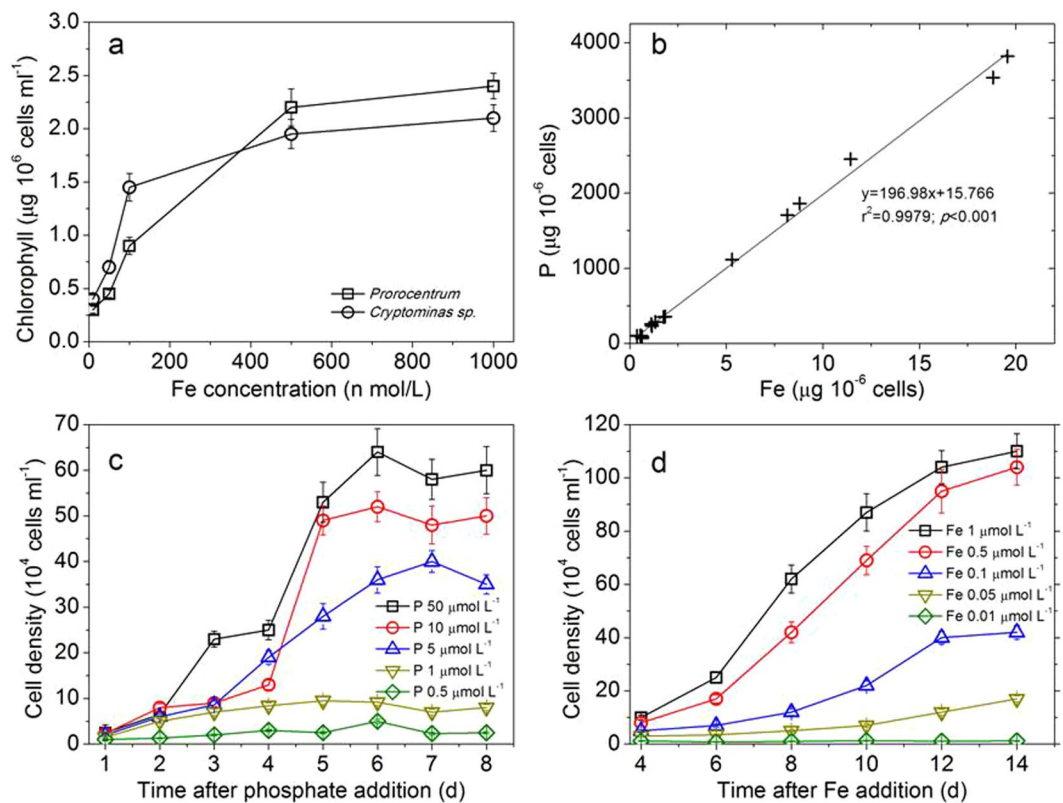 a
Chlorophyll (μg 10⁶ cells ml⁻¹)
3.0
2.5
2.0
1.5
1.0
0.5
0.0
Prorocentrum
Cryptominas sp.
0 200 400 600 800 1000
Fe concentration (n mol/L)
b
P (μg 10⁻⁶ cells)
4000
3000
2000
1000
0
y=196.98x+15.766
r²=0.9979; p<0.001
0 5 10 15 20
Fe (μg 10⁻⁶ cells)
c
Cell density (10⁴ cells ml⁻¹)
70
60
50
40
30
20
10
0
P 50 μmol L⁻¹
P 10 μmol L⁻¹
P 5 μmol L⁻¹
P 1 μmol L⁻¹
P 0.5 μmol L⁻¹
1 2 3 4 5 6 7 8
Time after phosphate addition (d)
d
Cell density (10⁴ cells ml⁻¹)
120
100
80
60
40
20
0
Fe 1 μmol L⁻¹
Fe 0.5 μmol L⁻¹
Fe 0.1 μmol L⁻¹
Fe 0.05 μmol L⁻¹
Fe 0.01 μmol L⁻¹
4 6 8 10 12 14
Time after Fe addition (d)